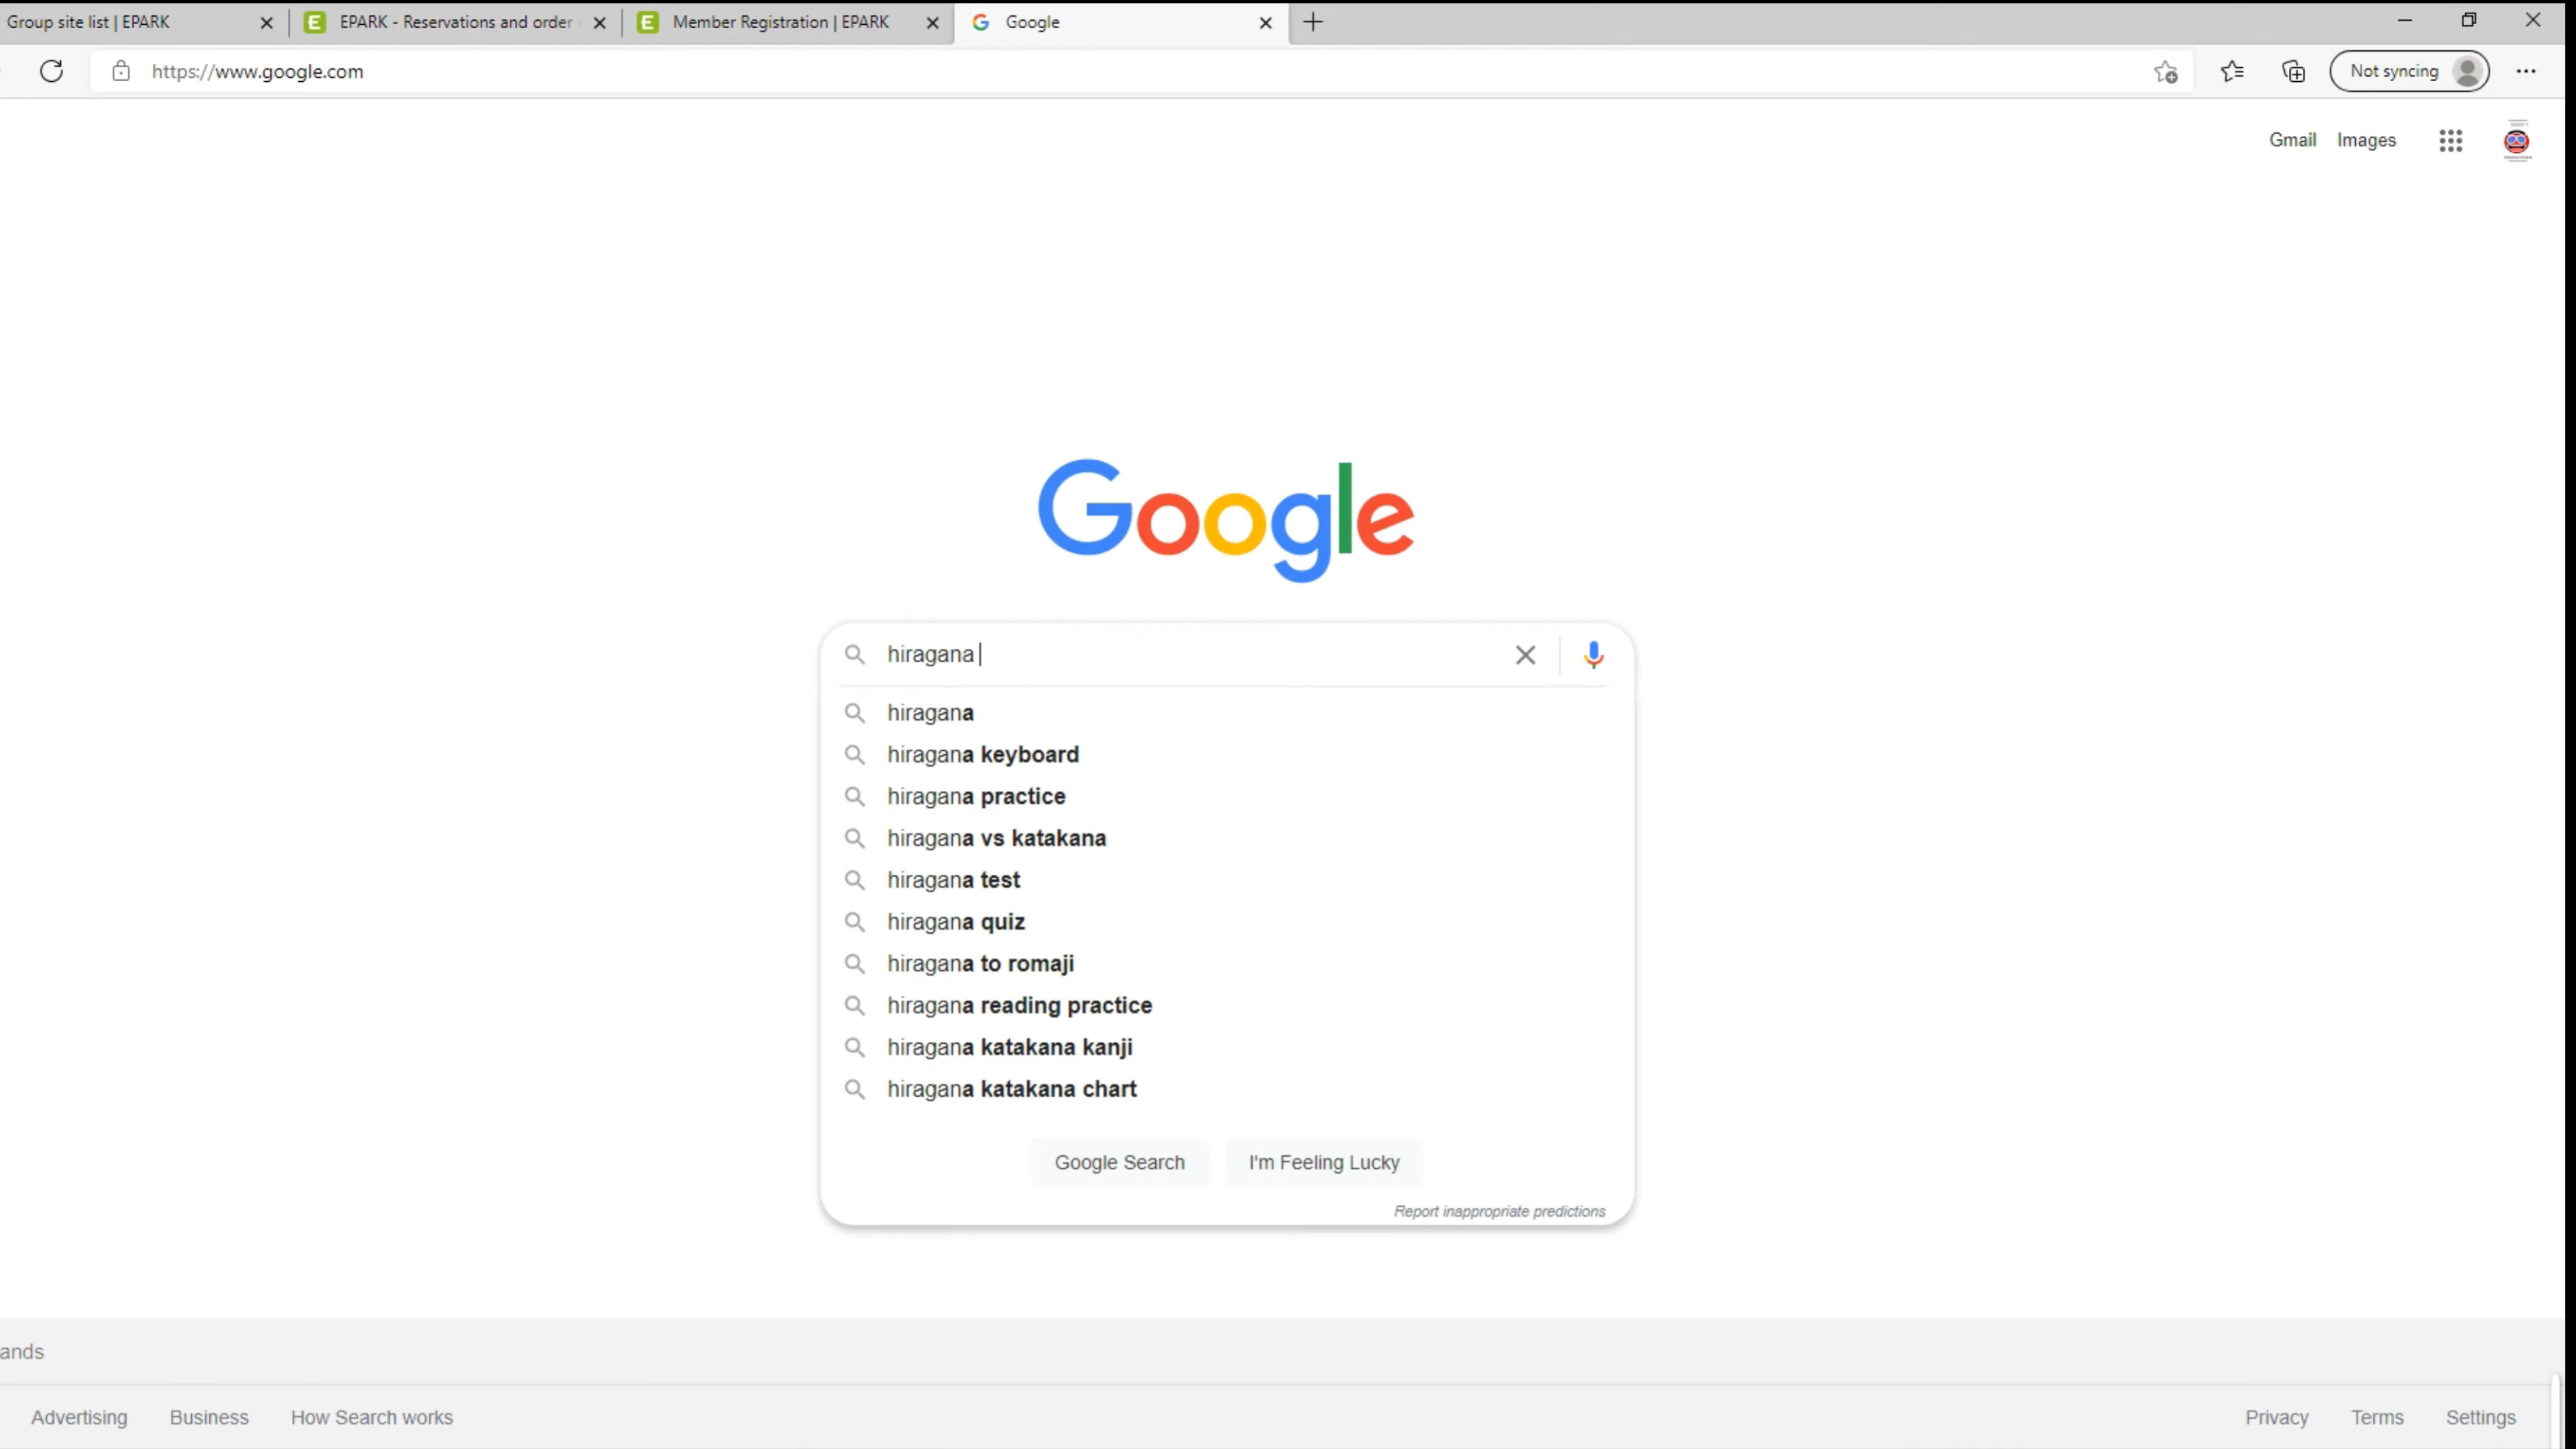 Group site list | EPARK
EPARK - Reservations and order
Member Registration | EPARK
Google
https://www.google.com
Not syncing
Gmail Images
Google
hiragana
hiragana
hiragana keyboard
hiragana practice
hiragana vs katakana
hiragana test
hiragana quiz
hiragana to romaji
hiragana reading practice
hiragana katakana kanji
hiragana katakana chart
Google Search I'm Feeling Lucky
Report inappropriate predictions
ands
Advertising Business How Search works Privacy Terms Settings